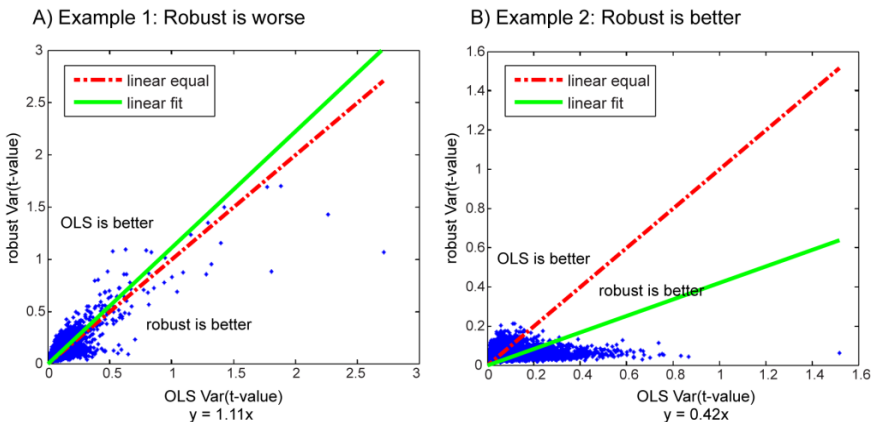 A) Example 1: Robust is worse
3
2.5
2
1.5
1
0.5
0
robust Var(t-value)
linear equal
linear fit
OLS is better
robust is better
0 0.5 1 1.5 2 2.5 3
OLS Var(t-value)
y = 1.11x
B) Example 2: Robust is better
1.6
1.4
1.2
1
0.8
0.6
0.4
0.2
0
robust Var(t-value)
linear equal
linear fit
OLS is better
robust is better
0 0.2 0.4 0.6 0.8 1 1.2 1.4 1.6
OLS Var(t-value)
y = 0.42x